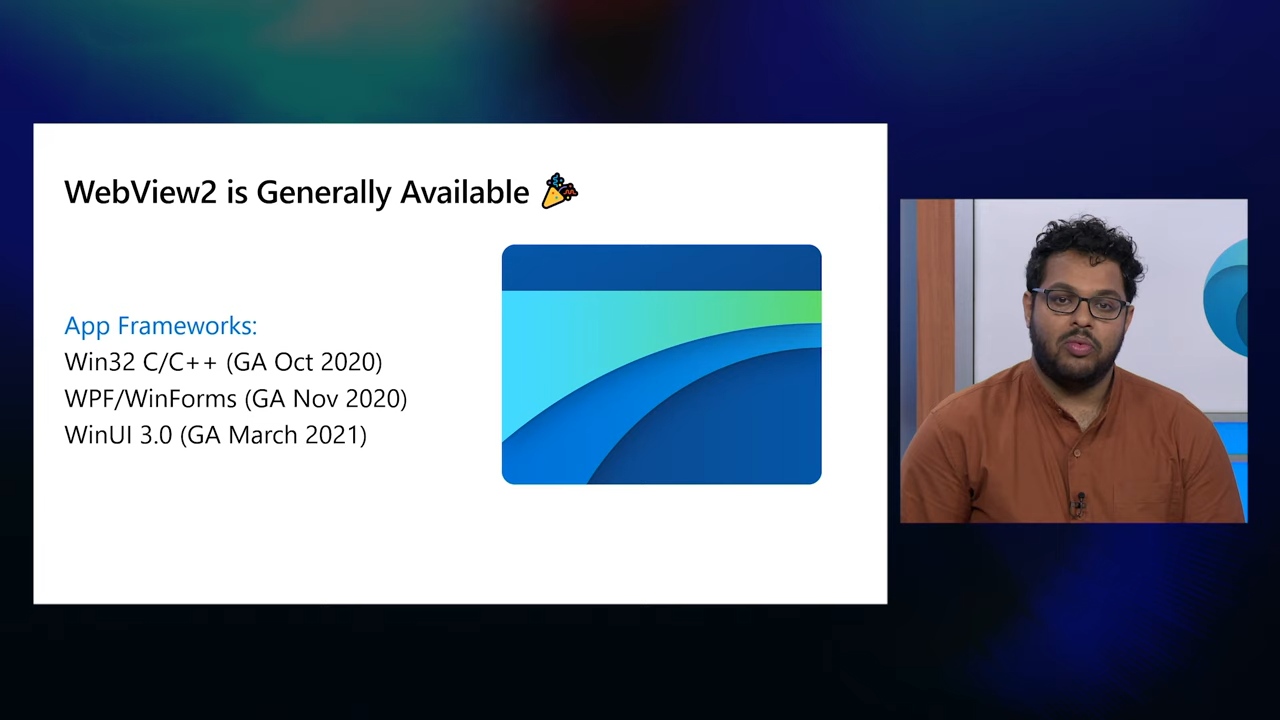 WebView2 is Generally Available 🎉
App Frameworks:
Win32 C/C++ (GA Oct 2020)
WPF/WinForms (GA Nov 2020)
WinUI 3.0 (GA March 2021)